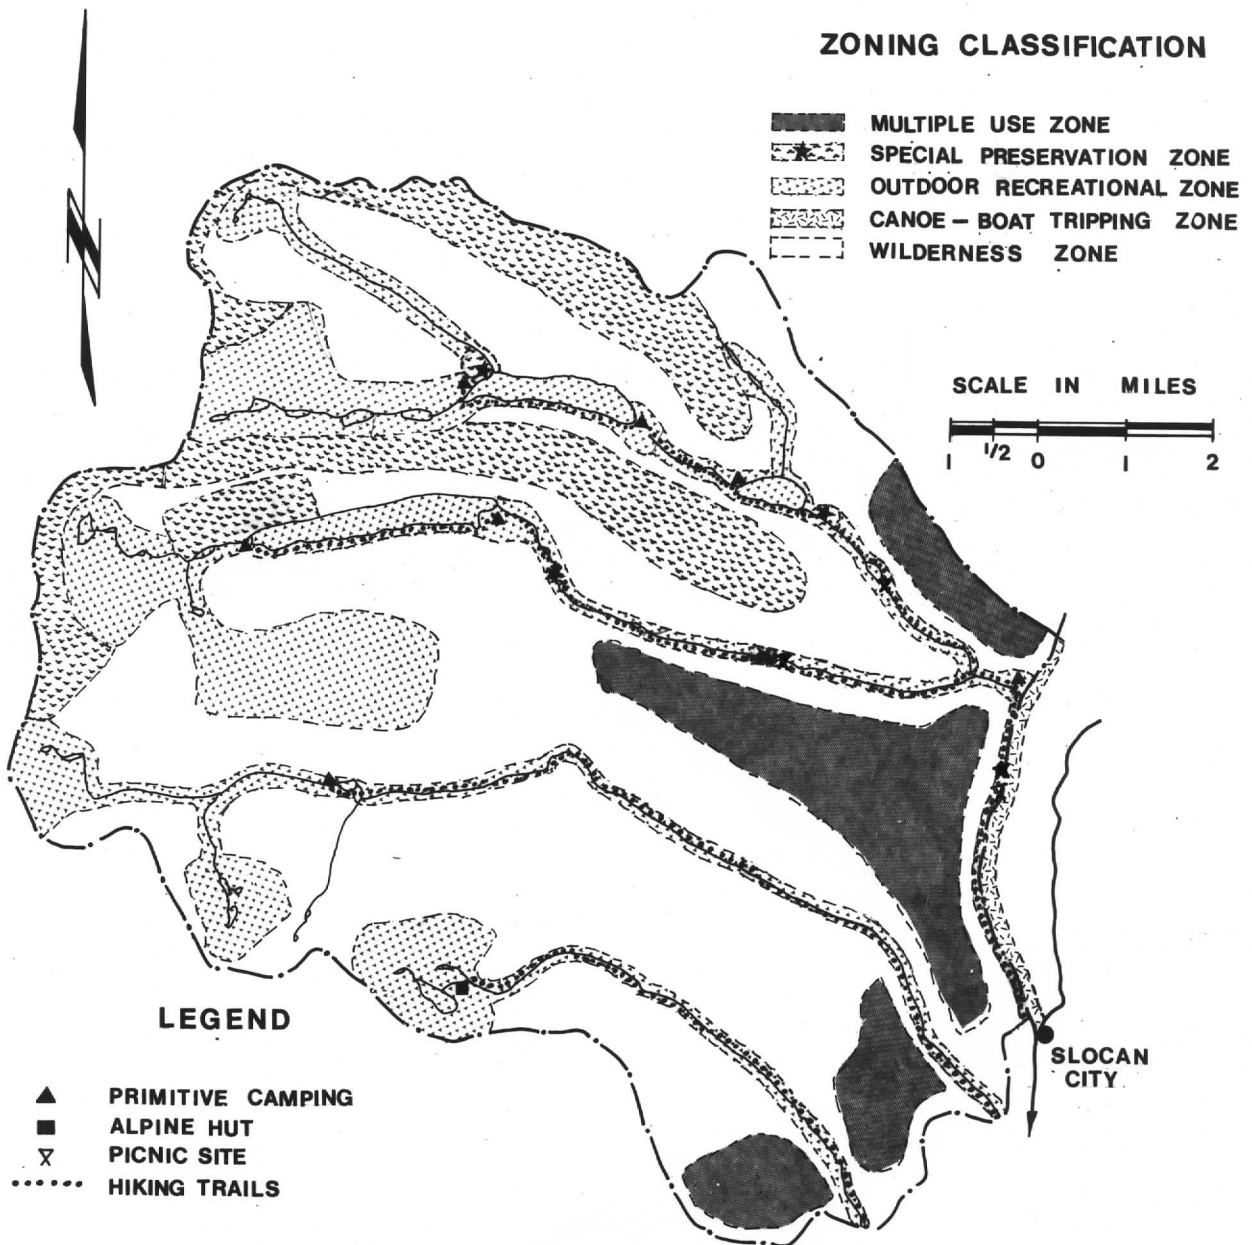 ZONING CLASSIFICATION
MULTIPLE USE ZONE
SPECIAL PRESERVATION ZONE
OUTDOOR RECREATIONAL ZONE
CANOE - BOAT TRIPPING ZONE
WILDERNESS ZONE
N
SCALE IN MILES
1 1/2 0 1 2
SLOCAN
CITY
LEGEND
PRIMITIVE CAMPING
ALPINE HUT
PICNIC SITE
HIKING TRAILS